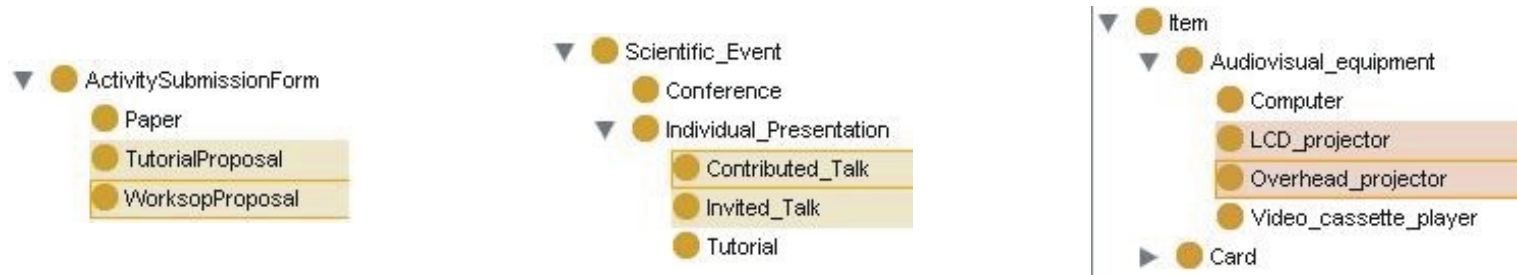 ActivitySubmissionForm
Paper
TutorialProposal
WorksopProposal
Scientific_Event
Conference
Individual_Presentation
Contributed_Talk
Invited_Talk
Tutorial
Item
Audiovisual_equipment
Computer
LCD_projector
Overhead_projector
Video_cassette_player
Card